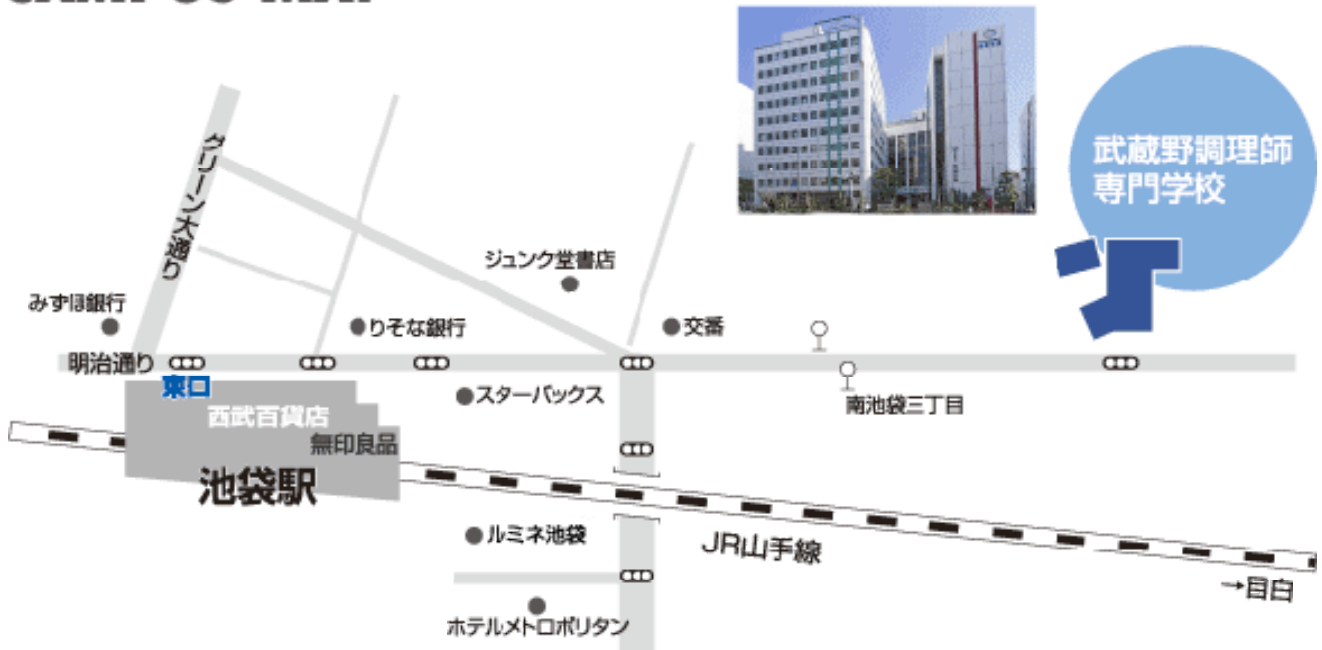 CAMPUS MAP
武蔵野調理師
専門学校
グリーン大通り
ジュンク堂書店
みずほ銀行
りそな銀行
交番
明治通り
東口
スターバックス
南池袋三丁目
西武百貨店
無印良品
池袋駅
ルミネ池袋
JR山手線
→目白
ホテルメトロポリタン